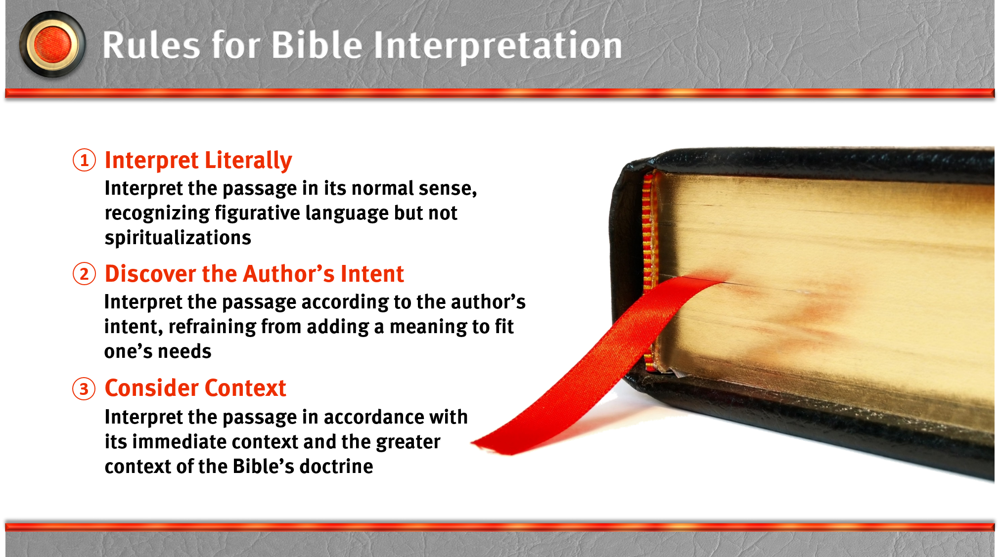 Rules for Bible Interpretation
1 Interpret Literally
Interpret the passage in its normal sense,
recognizing figurative language but not
spiritualizations
2 Discover the Author’s Intent
Interpret the passage according to the author’s
intent, refraining from adding a meaning to fit
one’s needs
3 Consider Context
Interpret the passage in accordance with
its immediate context and the greater
context of the Bible’s doctrine